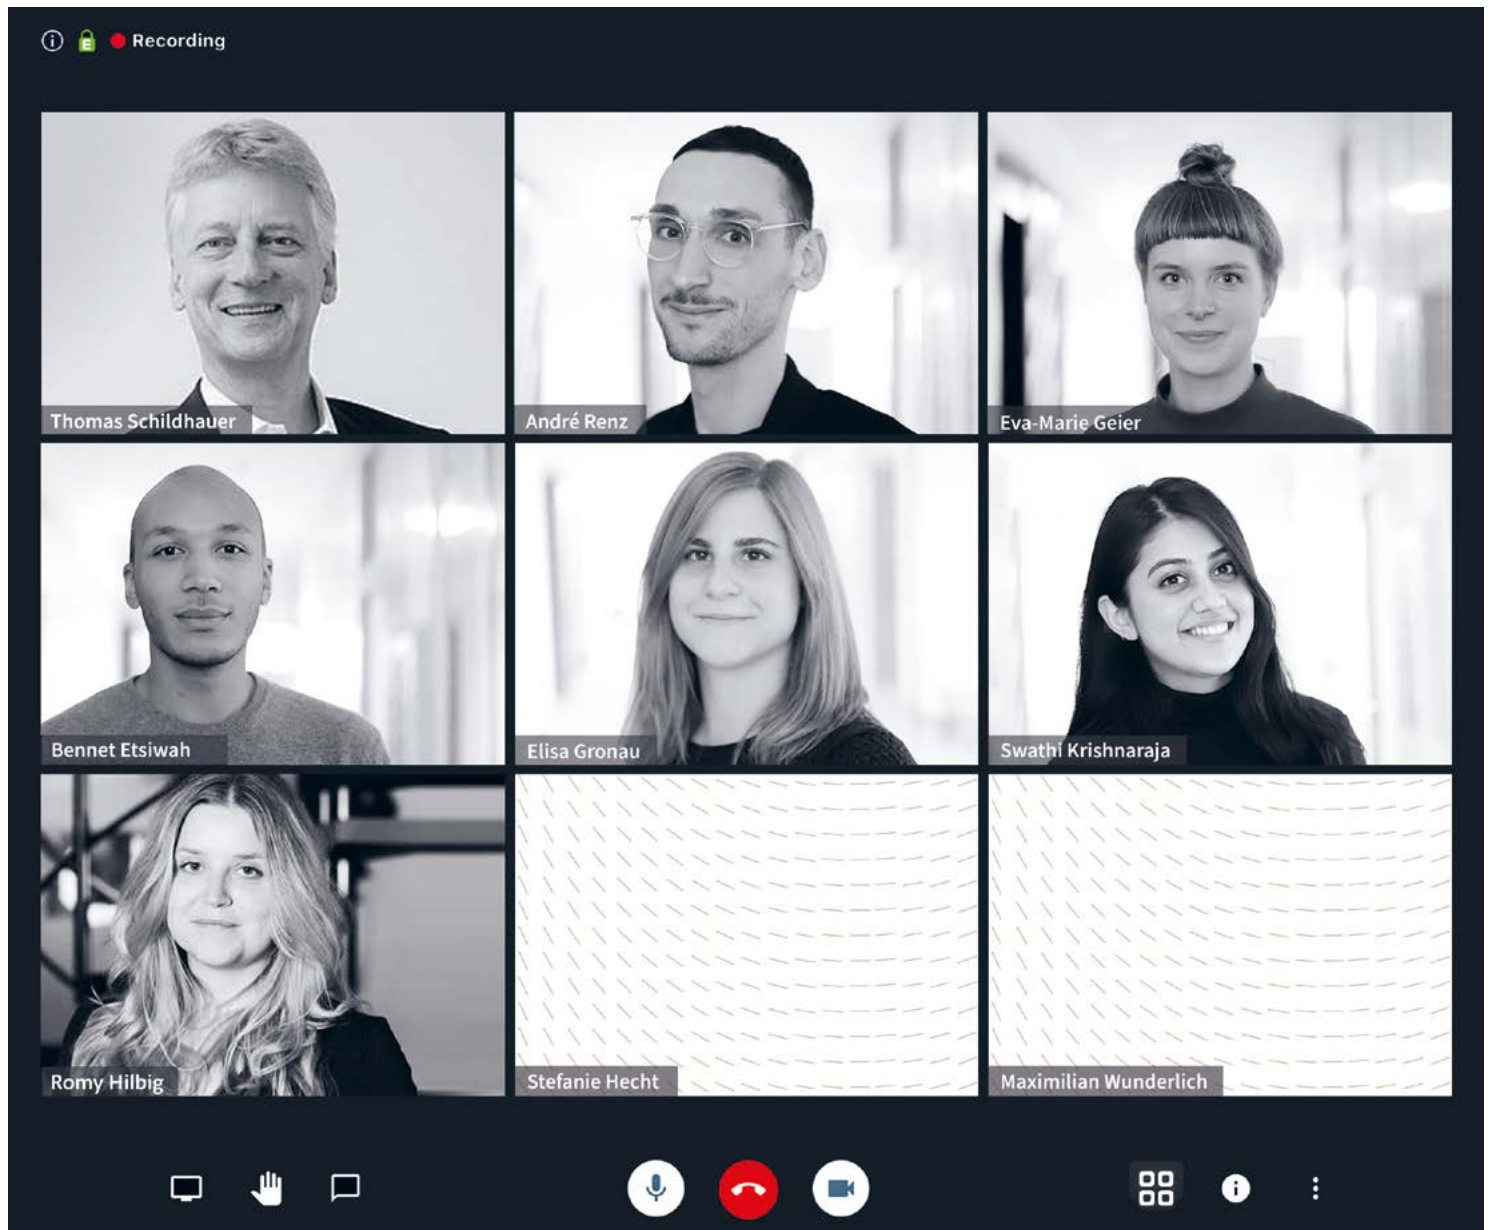 E
Recording
Thomas Schildhauer
André Renz
Eva-Marie Geier
Bennet Etsiwah
Elisa Gronau
Swathi Krishnaraja
Romy Hilbig
Stefanie Hecht
Maximilian Wunderlich